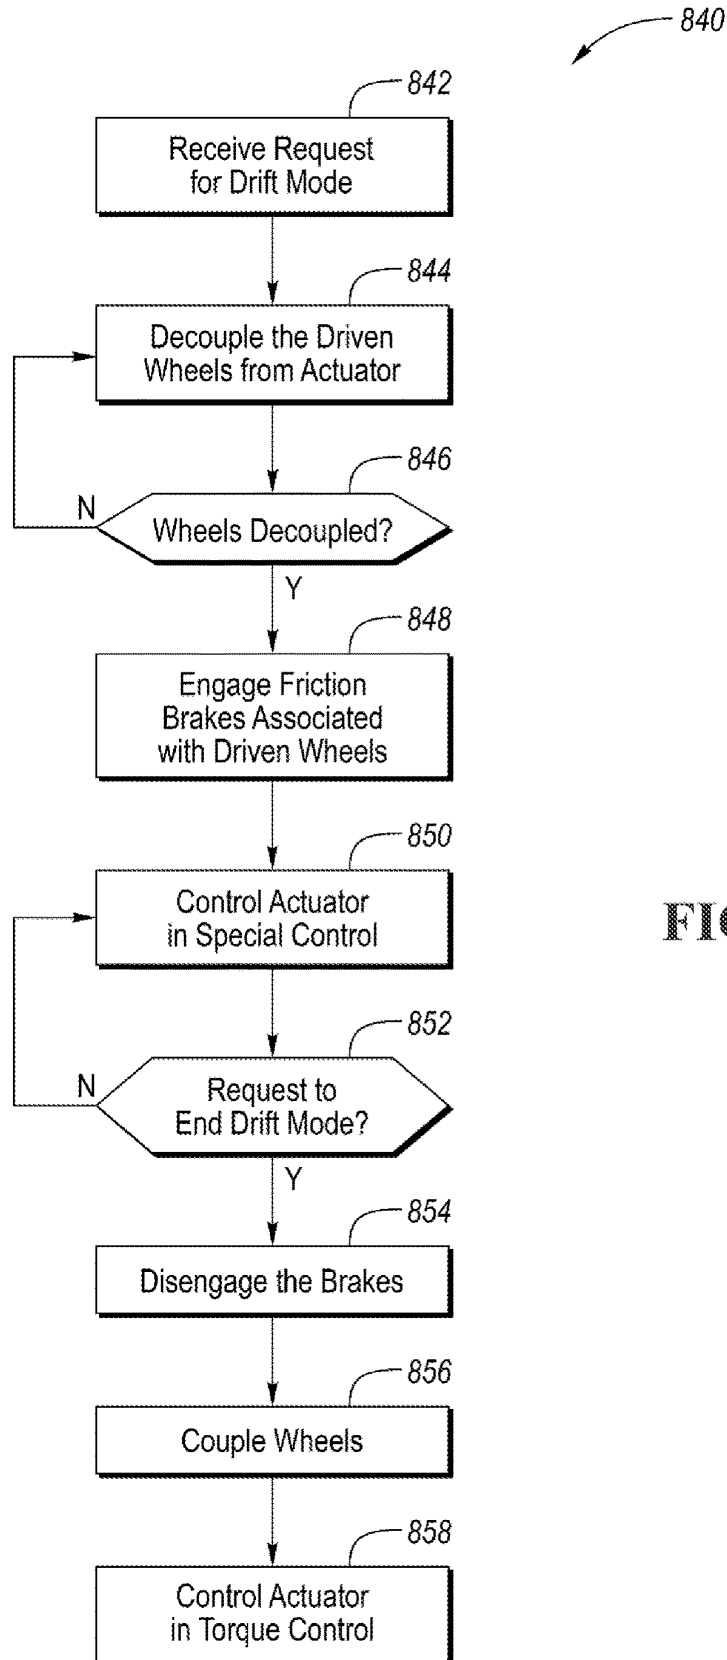 840
842
Receive Request
for Drift Mode
844
Decouple the Driven
Wheels from Actuator
846
N
Wheels Decoupled?
Y
848
Engage Friction
Brakes Associated
with Driven Wheels
850
Control Actuator
in Special Control
FIG
852
N
Request to
End Drift Mode?
Y
854
Disengage the Brakes
856
Couple Wheels
858
Control Actuator
in Torque Control